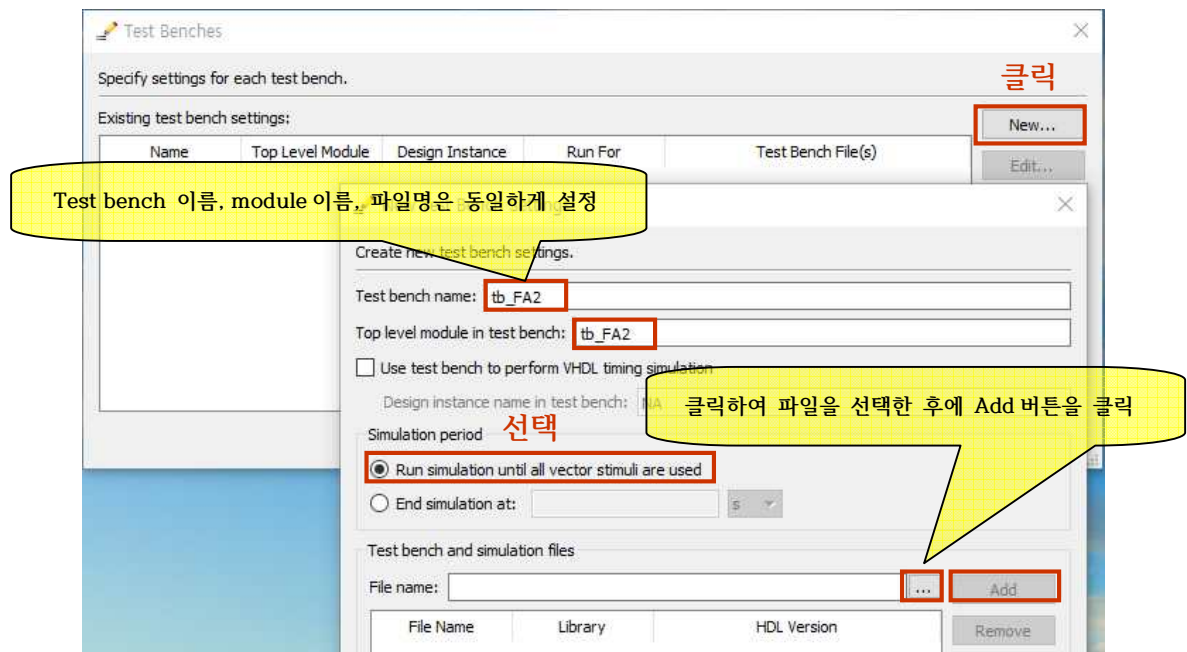 Test Benches
Specify settings for each test bench.
클릭
Existing test bench settings:
New...
Name Top Level Module Design Instance Run For Test Bench File(s)
Edit...
Test bench 이름, module 이름, 파일명은 동일하게 설정
Create new test bench settings.
Test bench name: tb_FA2
Top level module in test bench: tb_FA2
Use test bench to perform VHDL timing simulation
Design instance name in test bench: NA
클릭하여 파일을 선택한 후에 Add 버튼을 클릭
선택
Simulation period
Run simulation until all vector stimuli are used
End simulation at: s
Test bench and simulation files
File name: ... Add
File Name Library HDL Version Remove